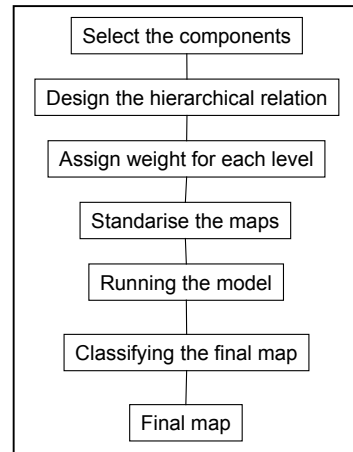 Select the components
Design the hierarchical relation
Assign weight for each level
Standarise the maps
Running the model
Classifying the final map
Final map